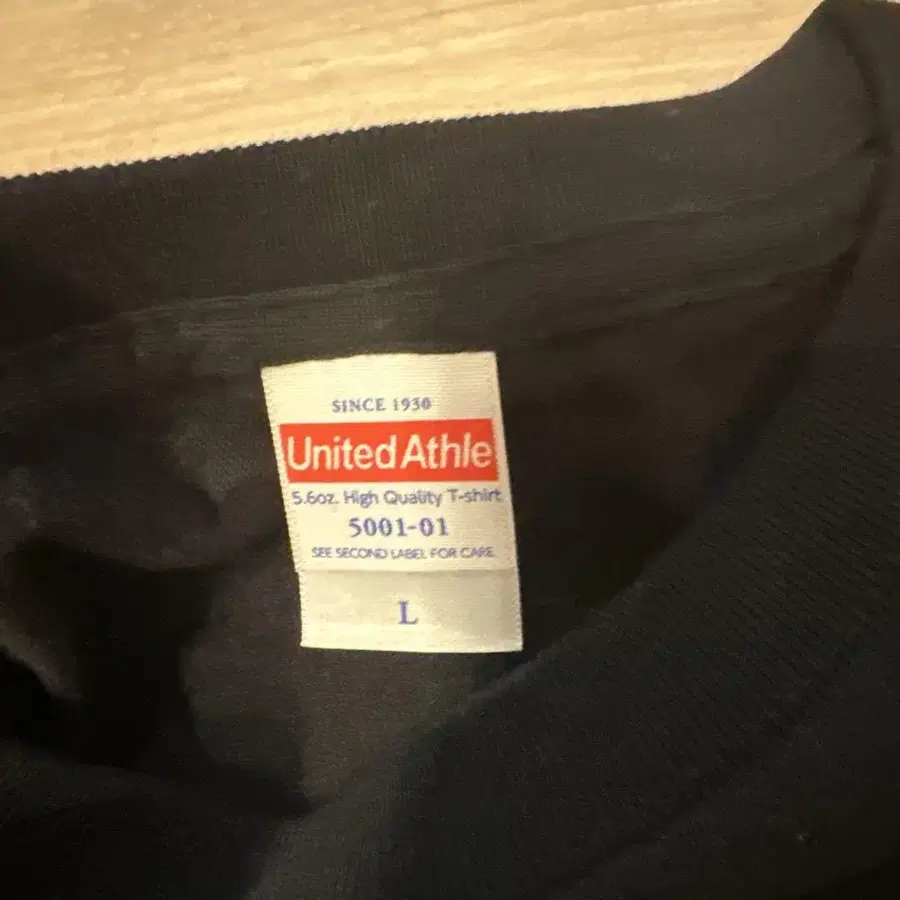 SINCE 1930
United Athle
5.6oz. High Quality T-shirt
5001-01
SEE SECOND LABEL FOR CARE
L